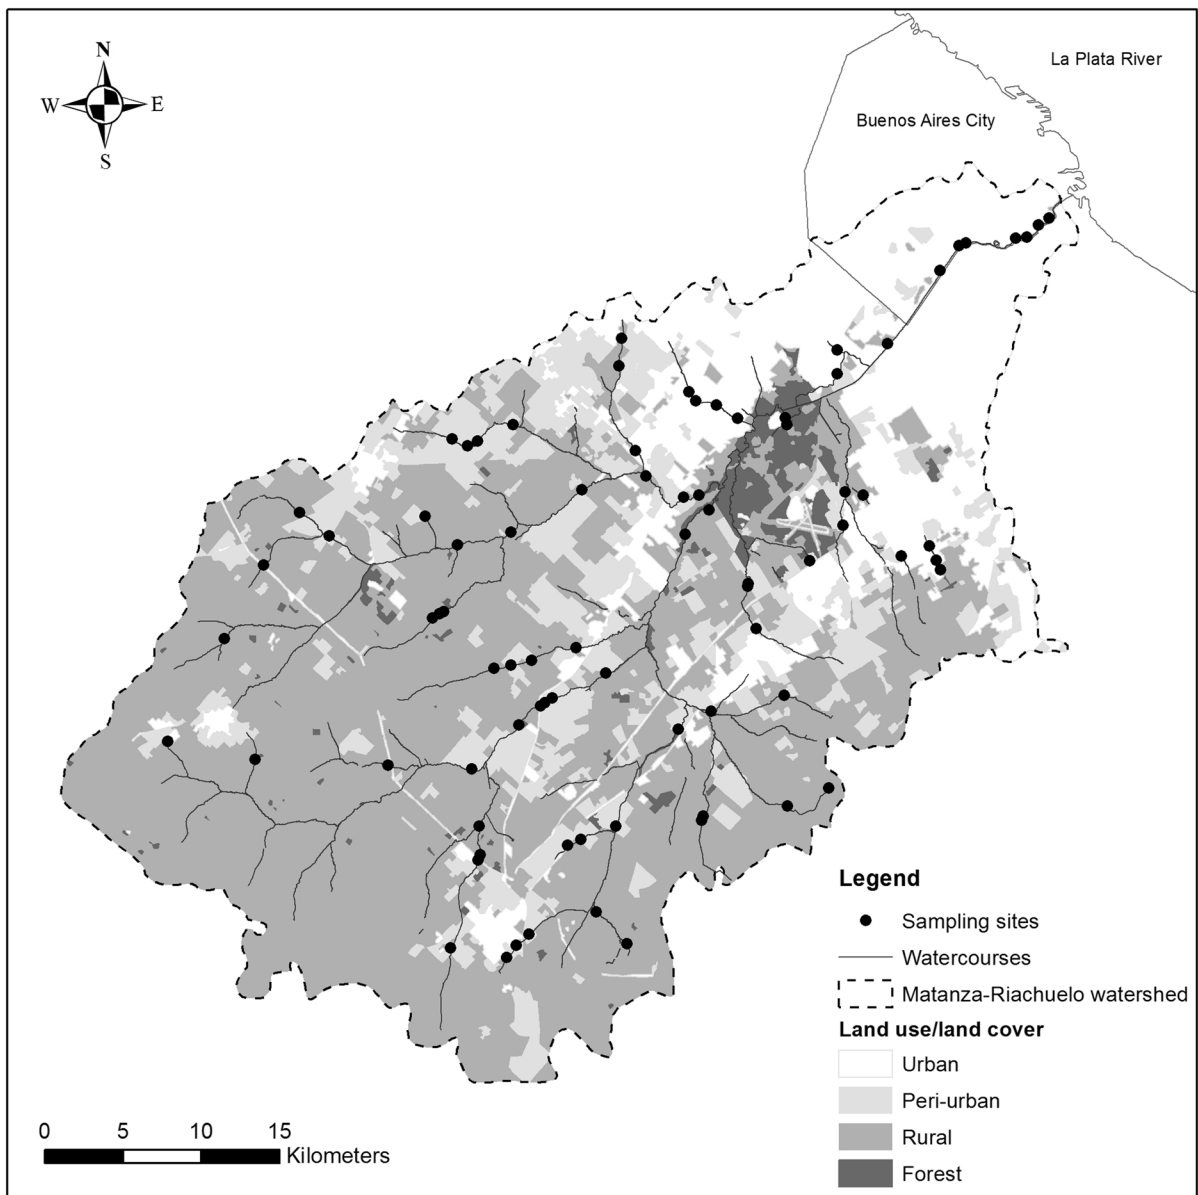 N
W E
S
La Plata River
Buenos Aires City
Legend
Sampling sites
Watercourses
Matanza-Riachuelo watershed
Land use/land cover
Urban
Peri-urban
Rural
Forest
0 5 10 15
Kilometers